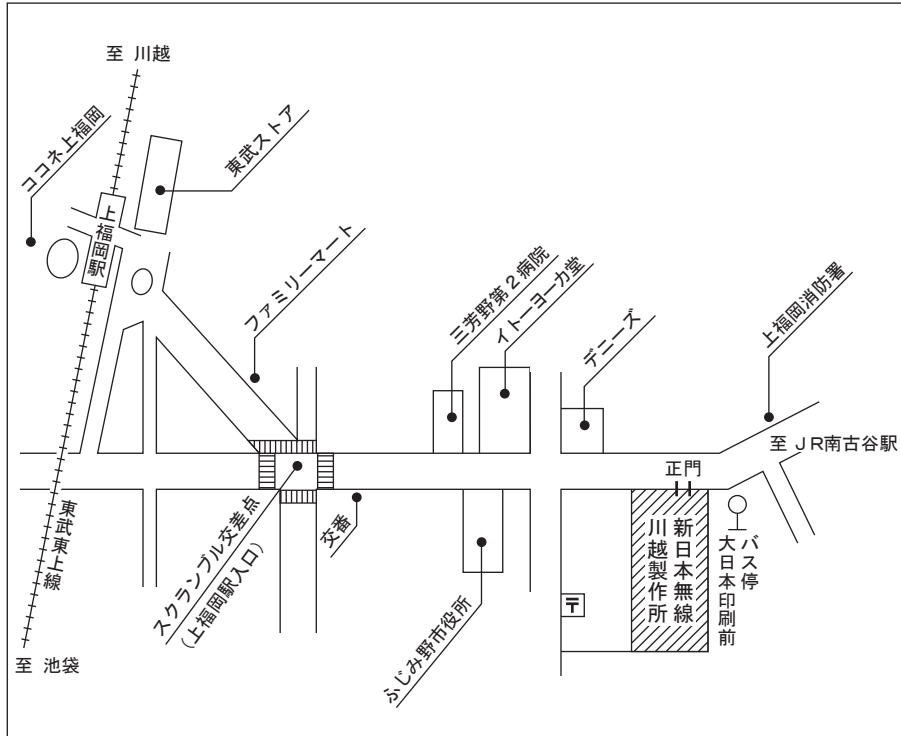 至 川越
ココネ上福岡
東武ストア
上福岡駅
ファミリーマート
三芳野第2病院
イトーヨーカ堂
デニーズ
上福岡消防署
至 JR南古谷駅
正門
東武東上線
スクランブル交差点
(上福岡駅入口)
交番
ふじみ野市役所
〒
新日本無線
川越製作所
バス停
大日本印刷前
至 池袋